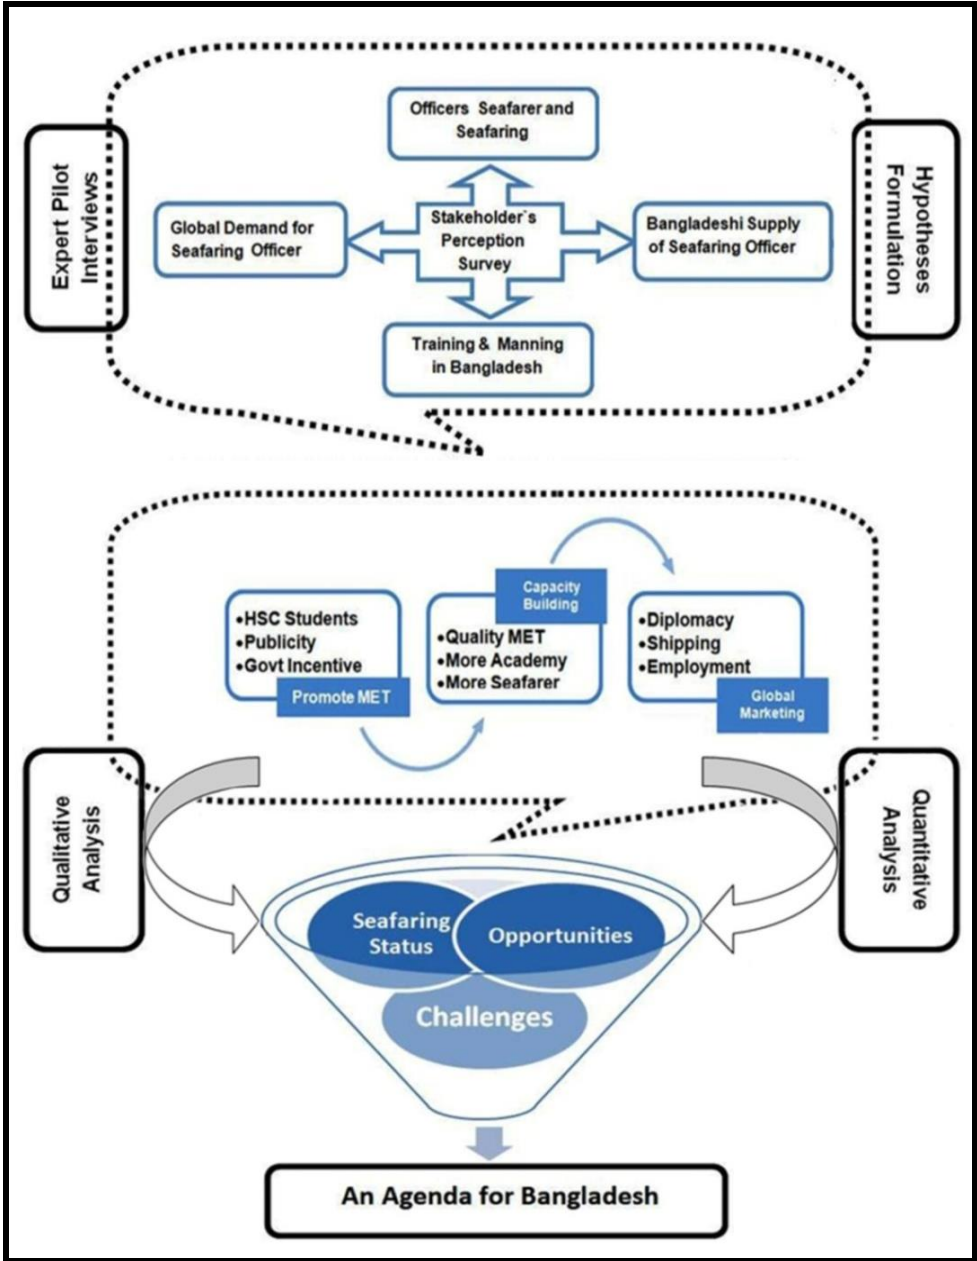 Officers Seafarer and
Seafaring
Expert Pilot
Interviews
Hypotheses
Formulation
Global Demand for
Seafaring Officer
Stakeholder`s
Perception
Survey
Bangladeshi Supply
of Seafaring Officer
Training & Manning
in Bangladesh
•HSC Students
•Publicity
•Govt Incentive
Promote MET
Capacity
Building
•Quality MET
•More Academy
•More Seafarer
•Diplomacy
•Shipping
•Employment
Global
Marketing
Qualitative
Analysis
Quantitative
Analysis
Seafaring
Status
Opportunities
Challenges
An Agenda for Bangladesh